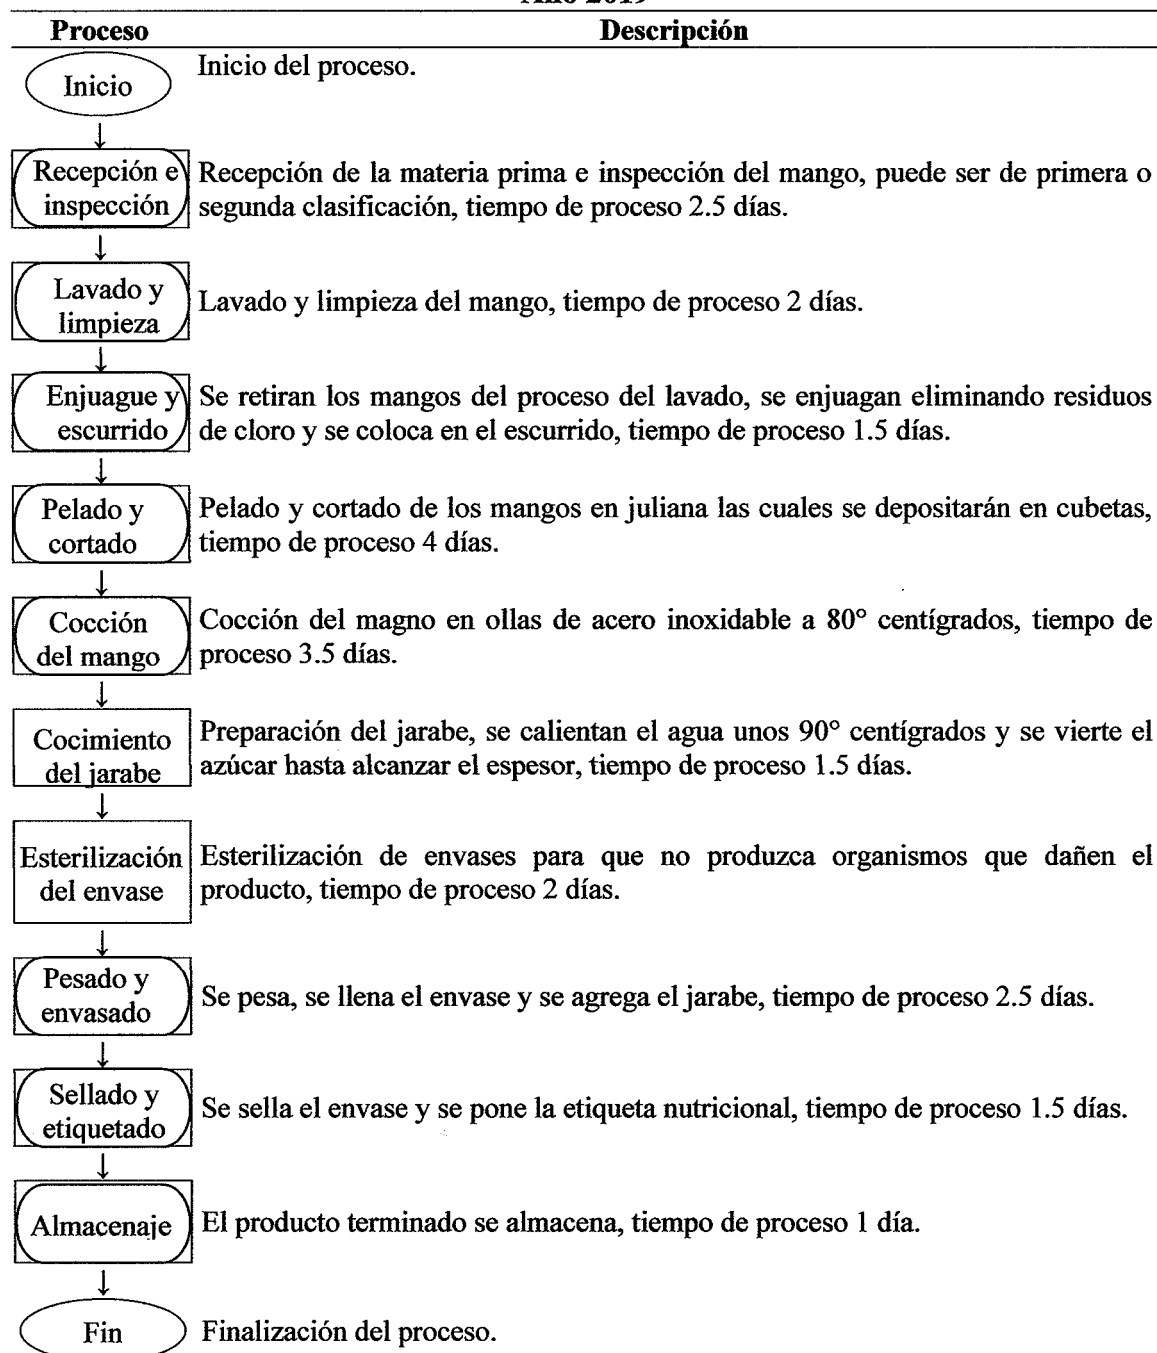 Año 2019
Proceso Descripción
Inicio
Inicio del proceso.
Recepción e
inspección
Recepción de la materia prima e inspección del mango, puede ser de primera o
segunda clasificación, tiempo de proceso 2.5 días.
Lavado y
limpieza
Lavado y limpieza del mango, tiempo de proceso 2 días.
Enjuague y
escurrido
Se retiran los mangos del proceso del lavado, se enjuagan eliminando residuos
de cloro y se coloca en el escurrido, tiempo de proceso 1.5 días.
Pelado y
cortado
Pelado y cortado de los mangos en juliana las cuales se depositarán en cubetas,
tiempo de proceso 4 días.
Cocción
del mango
Cocción del magno en ollas de acero inoxidable a 80° centígrados, tiempo de
proceso 3.5 días.
Cocimiento
del jarabe
Preparación del jarabe, se calientan el agua unos 90° centígrados y se vierte el
azúcar hasta alcanzar el espesor, tiempo de proceso 1.5 días.
Esterilización
del envase
Esterilización de envases para que no produzca organismos que dañen el
producto, tiempo de proceso 2 días.
Pesado y
envasado
Se pesa, se llena el envase y se agrega el jarabe, tiempo de proceso 2.5 días.
Sellado y
etiquetado
Se sella el envase y se pone la etiqueta nutricional, tiempo de proceso 1.5 días.
Almacenaje
El producto terminado se almacena, tiempo de proceso 1 día.
Fin
Finalización del proceso.